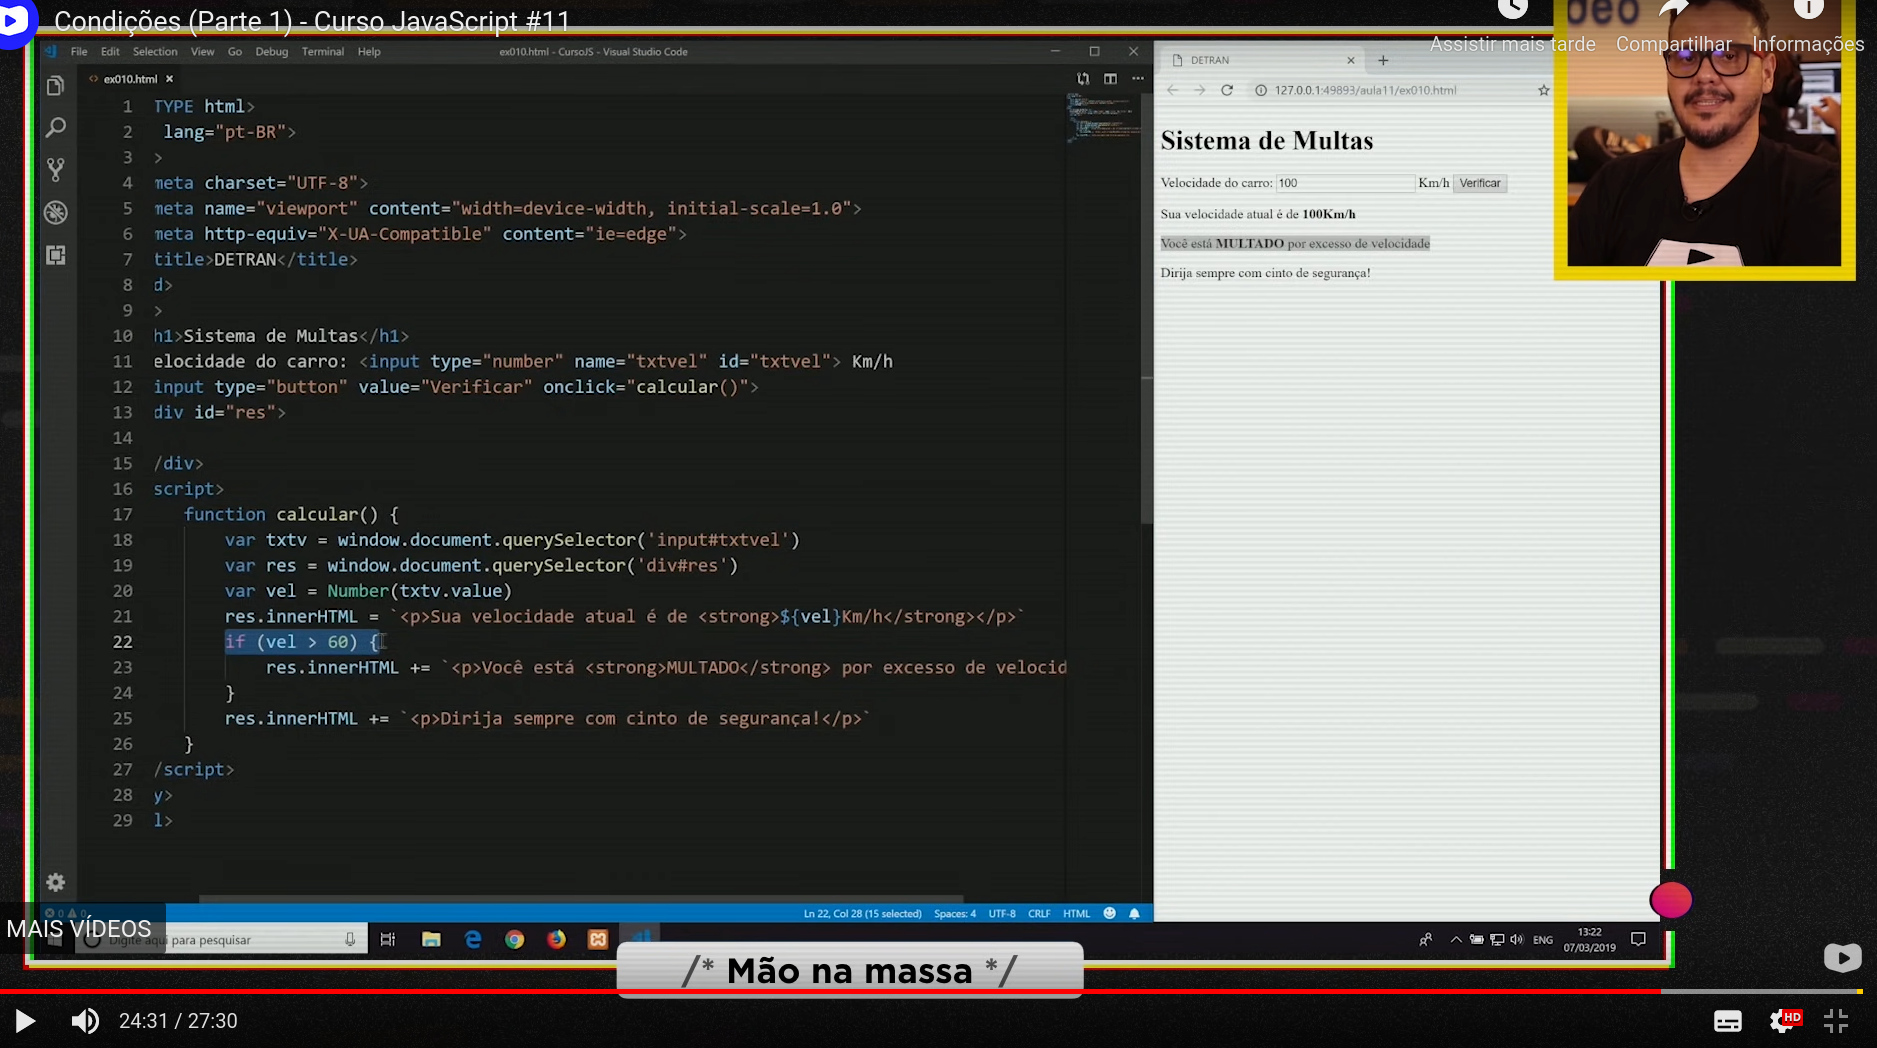 Condições (Parte 1) - Curso JavaScript #11
Assistir mais tarde Compartilhar Informações
File Edit Selection View Go Debug Terminal Help
ex010.html - CursoJS - Visual Studio Code
ex010.html
1 TYPE html>
2 lang="pt-BR">
3 >
4 meta charset="UTF-8">
5 meta name="viewport" content="width=device-width, initial-scale=1.0">
6 meta http-equiv="X-UA-Compatible" content="ie=edge">
7 title>DETRAN</title>
8 d>
9 >
10 h1>Sistema de Multas</h1>
11 elocidade do carro: <input type="number" name="txtvel" id="txtvel"> Km/h
12 input type="button" value="Verificar" onclick="calcular()">
13 div id="res">
14
15 /div>
16 script>
17 function calcular() {
18 var txtv = window.document.querySelector('input#txtvel')
19 var res = window.document.querySelector('div#res')
20 var vel = Number(txtv.value)
21 res.innerHTML = `<p>Sua velocidade atual é de <strong>${vel}Km/h</strong></p>`
22 if (vel > 60) {
23 res.innerHTML += `<p>Você está <strong>MULTADO</strong> por excesso de velocid
24 }
25 res.innerHTML += `<p>Dirija sempre com cinto de segurança!</p>`
26 }
27 /script>
28 y>
29 l>
DETRAN
127.0.0.1:49893/aula11/ex010.html
Sistema de Multas
Velocidade do carro: 100 Km/h Verificar
Sua velocidade atual é de 100Km/h
Você está MULTADO por excesso de velocidade
Dirija sempre com cinto de segurança!
0 0
Ln 22, Col 28 (15 selected) Spaces: 4 UTF-8 CRLF HTML
MAIS VÍDEOS
Digite aqui para pesquisar
ENG
13:22
07/03/2019
/* Mão na massa */
24:31 / 27:30
HD